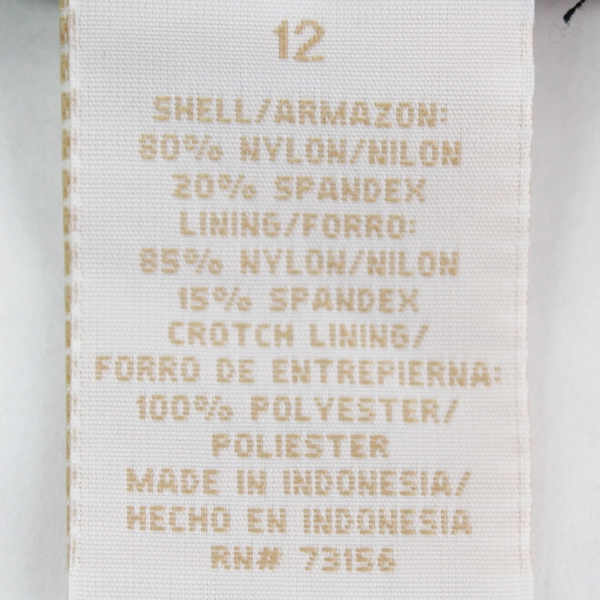 12
SHELL/ARMAZON:
80% NYLON/NILON
20% SPANDEX
LINING/FORRO:
85% NYLON/NILON
15% SPANDEX
CROTCH LINING/
FORRO DE ENTREPIERNA:
100% POLYESTER/
POLIESTER
MADE IN INDONESIA/
HECHO EN INDONESIA
RN# 73156